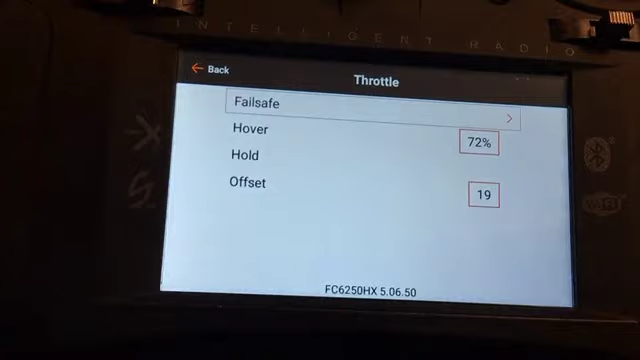 INTELLIGENT RADIO
Back
Throttle
Failsafe
Hover
72%
Hold
Offset
19
FC6250HX 5.06.50